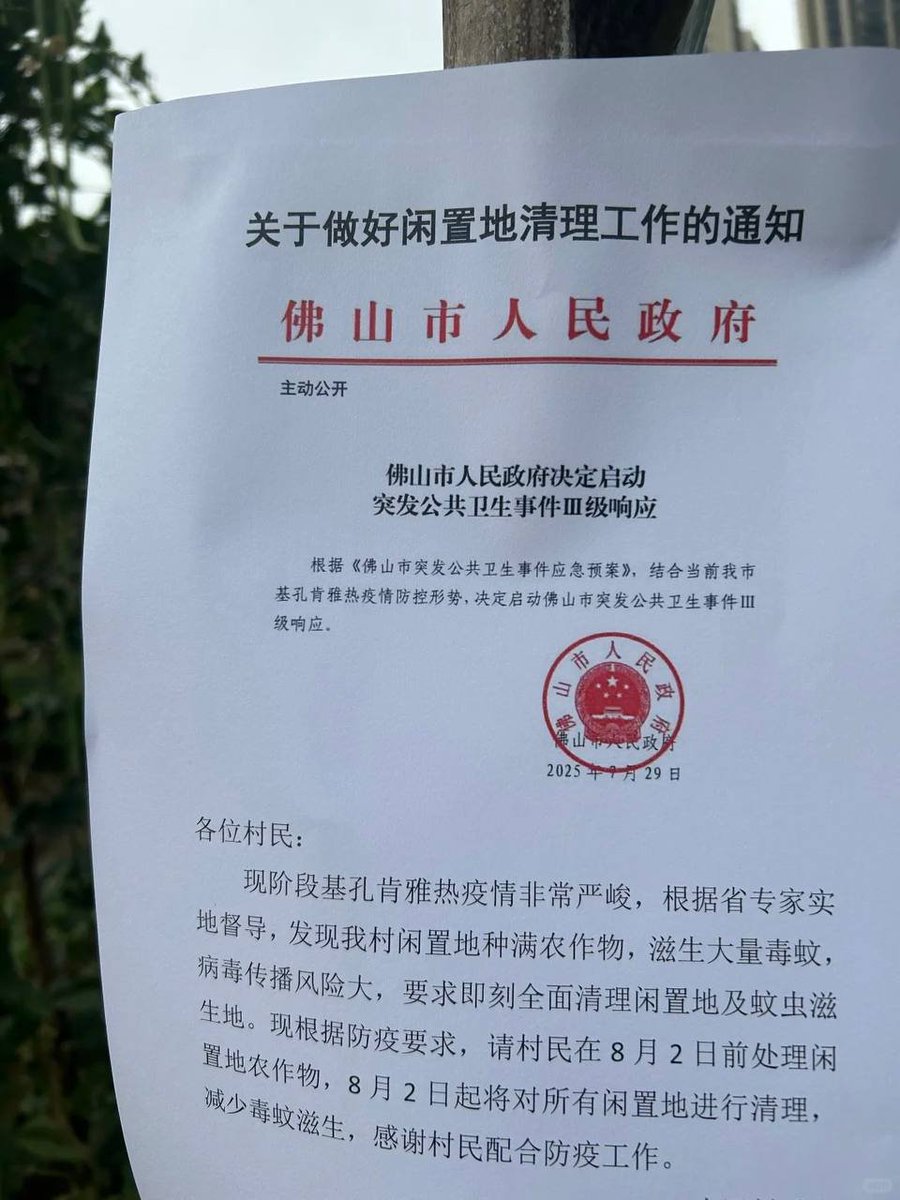 关于做好闲置地清理工作的通知
佛山市人民政府
主动公开
佛山市人民政府决定启动
突发公共卫生事件Ⅲ级响应
根据《佛山市突发公共卫生事件应急预案》，结合当前我市
基孔肯雅热疫情防控形势，决定启动佛山市突发公共卫生事件Ⅲ
级响应。
佛山市人民政府
佛山市人民政府
2025年7月29日
各位村民：
现阶段基孔肯雅热疫情非常严峻，根据省专家实
地督导，发现我村闲置地种满农作物，滋生大量毒蚊，
病毒传播风险大，要求即刻全面清理闲置地及蚊虫滋
生地。现根据防疫要求，请村民在8月2日前处理闲
置地农作物，8月2日起将对所有闲置地进行清理，
减少毒蚊滋生，感谢村民配合防疫工作。